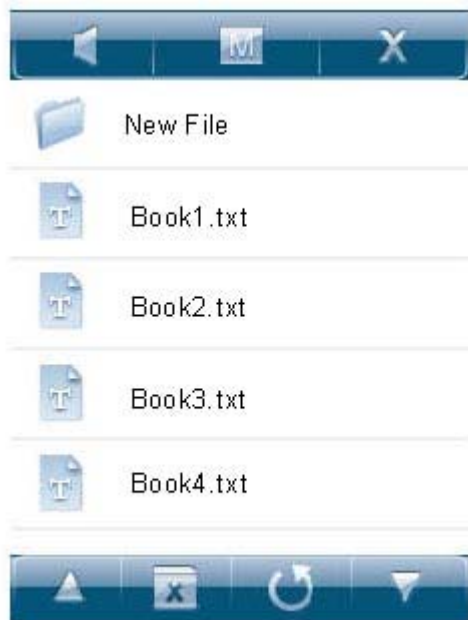 M X
New File
T Book1.txt
T Book2.txt
T Book3.txt
T Book4.txt
x